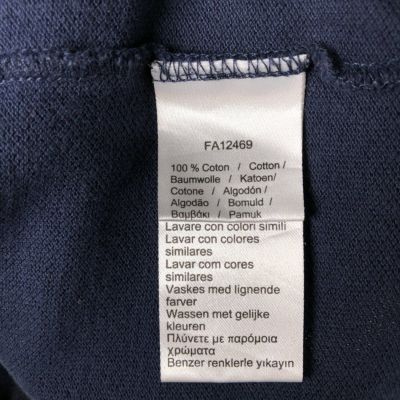 FA12469
100 % Coton / Cotton /
Baumwolle / Katoen/
Cotone / Algodón /
Algodão / Bomuld /
Βαμβάκι / Pamuk
Lavare con colori simili
Lavar con colores
similares
Lavar com cores
similares
Vaskes med lignende
farver
Wassen met gelijke
kleuren
Πλύνετε με παρόμοια
χρώματα
Benzer renklerle yıkayın